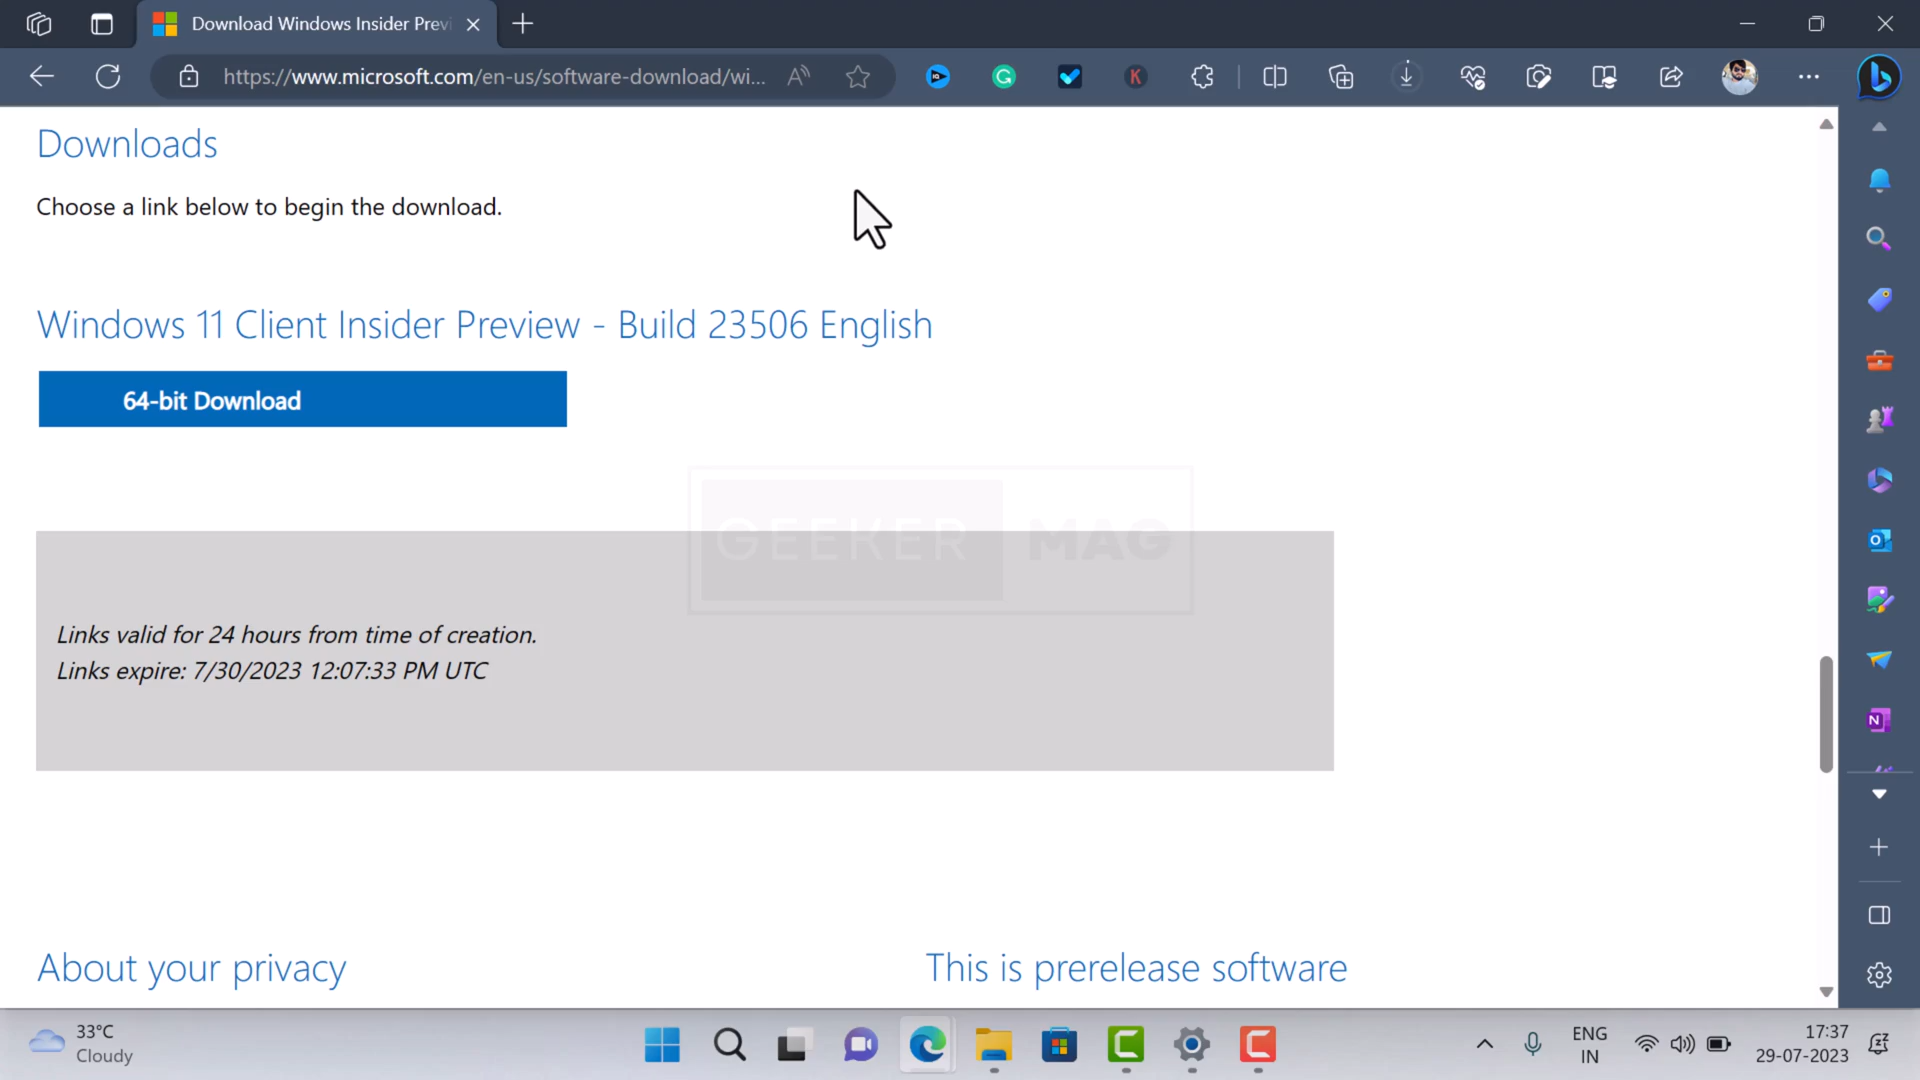 Download Windows Insider Previ
https://www.microsoft.com/en-us/software-download/wi...
Downloads
Choose a link below to begin the download.
Windows 11 Client Insider Preview - Build 23506 English
64-bit Download
GEEKER MAG
Links valid for 24 hours from time of creation.
Links expire: 7/30/2023 12:07:33 PM UTC
About your privacy
This is prerelease software
33°C
Cloudy
ENG
IN
17:37
29-07-2023